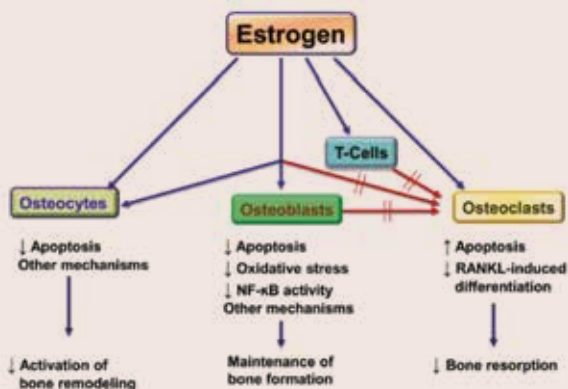 Estrogen
T-Cells
Osteocytes
Osteoblasts
Osteoclasts
↓ Apoptosis
Other mechanisms
↓ Activation of
bone remodeling
↓ Apoptosis
↓ Oxidative stress
↓ NF-κB activity
Other mechanisms
Maintenance of
bone formation
↑ Apoptosis
↓ RANKL-induced
differentiation
↓ Bone resorption